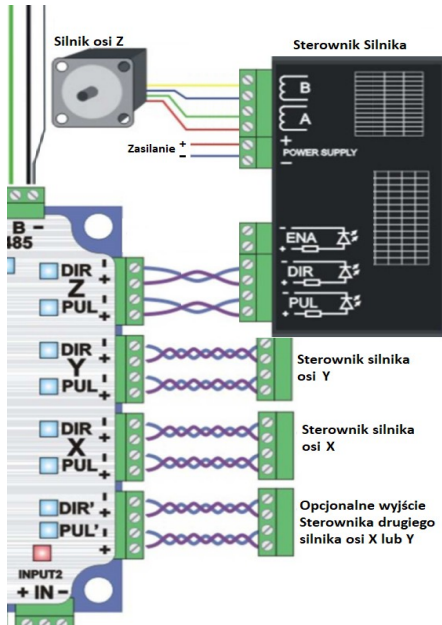 Silnik osi Z
Sterownik Silnika
B
A
Zasilanie + -
+
POWER SUPPLY
-
B -
485
ENA
DIR
PUL
DIR - +
Z
PUL - +
DIR - +
Y
PUL - +
Sterownik silnika
osi Y
DIR - +
X
PUL - +
Sterownik silnika
osi X
DIR' - +
PUL' - +
Opcjonalne wyjście
Sterownika drugiego
silnika osi X lub Y
INPUT2
+ IN -